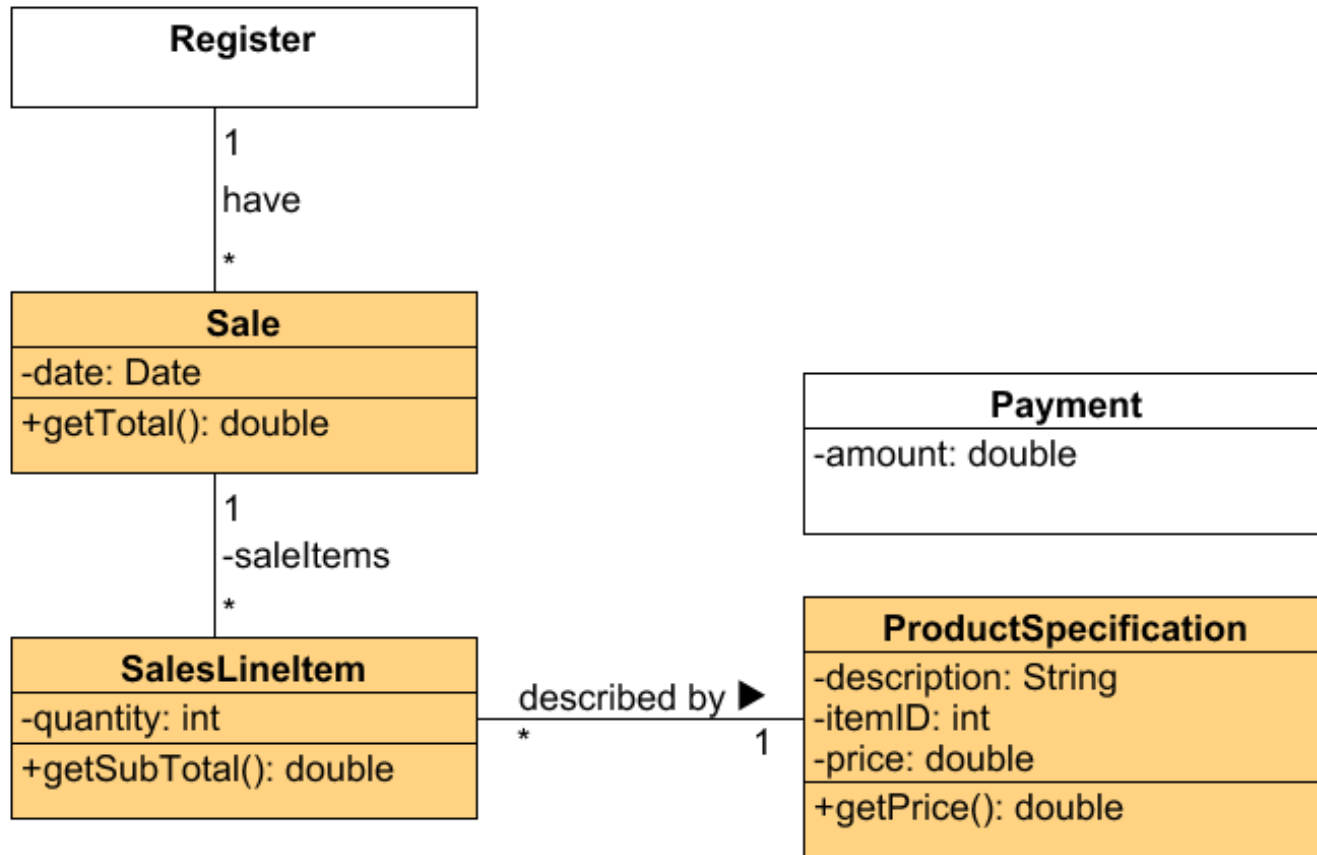 Register
1
have
*
Sale
-date: Date
+getTotal(): double
1
-saleItems
*
SalesLineItem
-quantity: int
+getSubTotal(): double
described by ▶
*
1
Payment
-amount: double
ProductSpecification
-description: String
-itemID: int
-price: double
+getPrice(): double